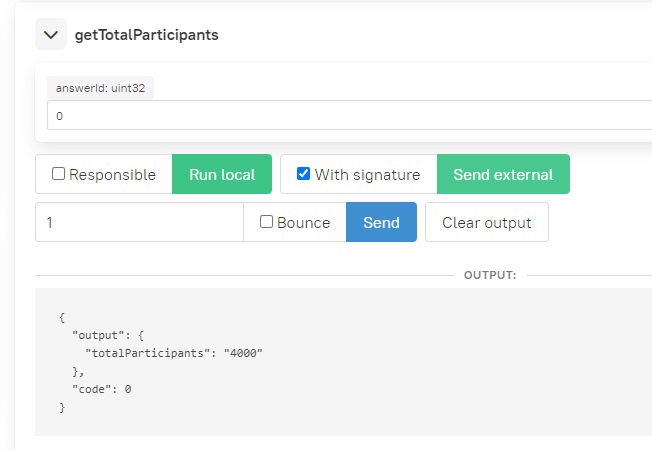 getTotalParticipants
answerId: uint32
0
Responsible Run local With signature Send external
1 Bounce Send Clear output
OUTPUT:
{
"output": {
"totalParticipants": "4000"
},
"code": 0
}